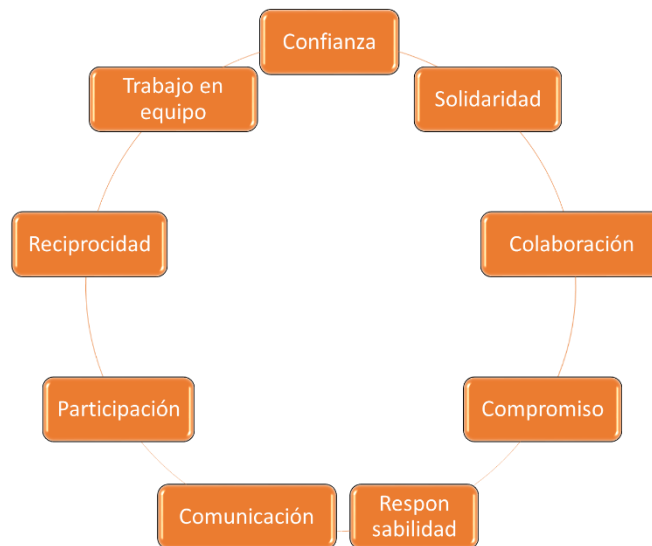 Confianza
Solidaridad
Colaboración
Compromiso
Respon
sabilidad
Comunicación
Participación
Reciprocidad
Trabajo en
equipo